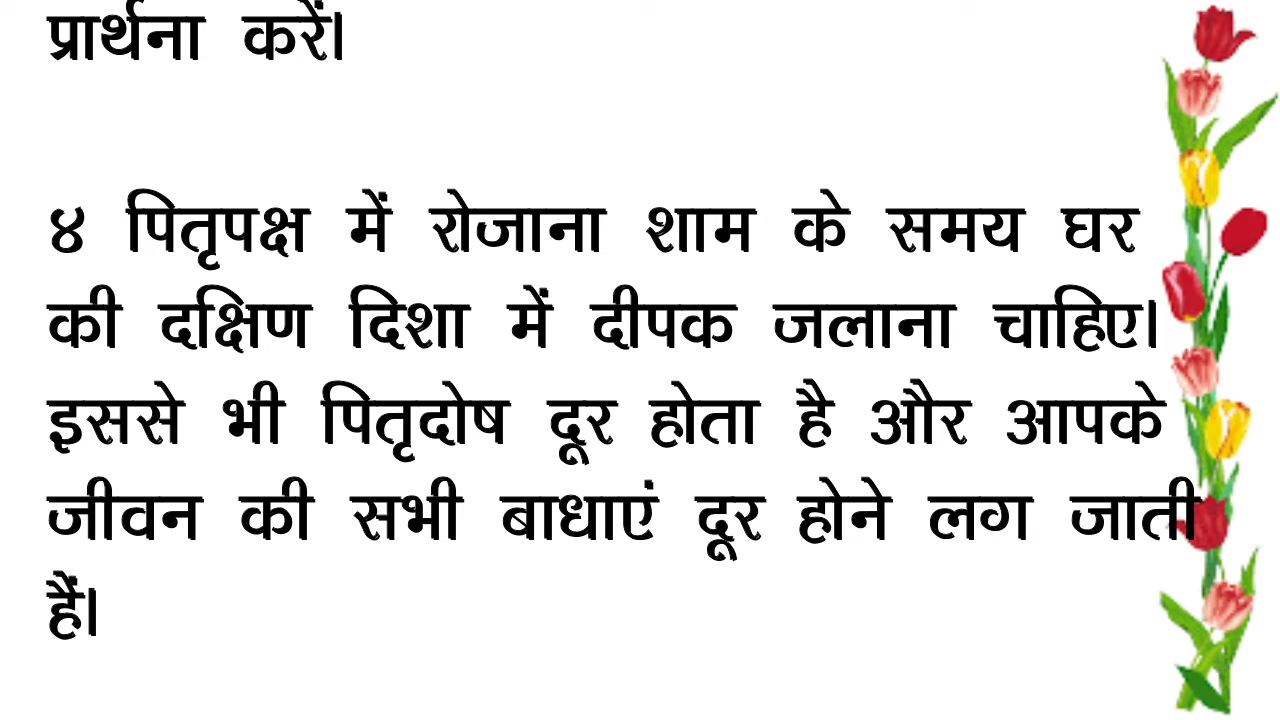 प्रार्थना करें।
४ पितृपक्ष में रोजाना शाम के समय घर
की दक्षिण दिशा में दीपक जलाना चाहिए।
इससे भी पितृदोष दूर होता है और आपके
जीवन की सभी बाधाएं दूर होने लग जाती
हैं।